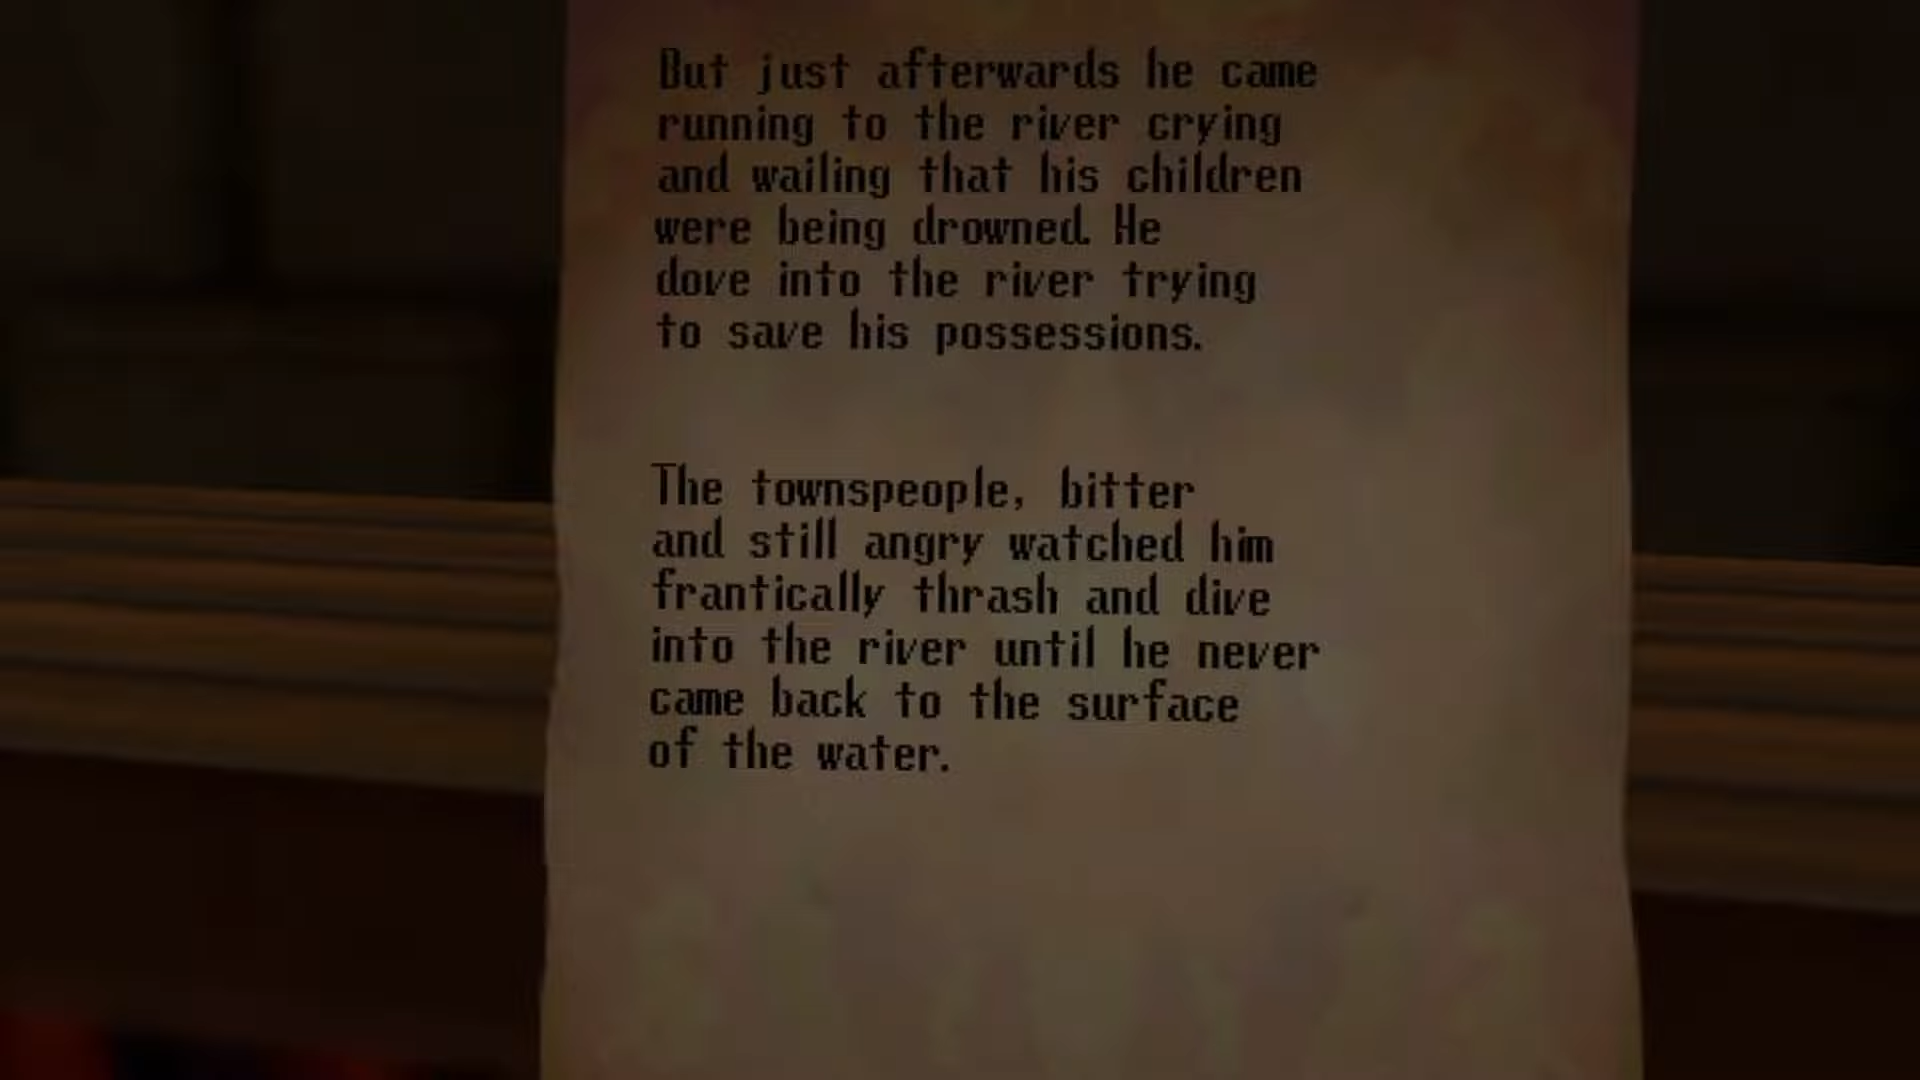 But just afterwards he came
running to the river crying
and wailing that his children
were being drowned. He
dove into the river trying
to save his possessions.
The townspeople, bitter
and still angry watched him
frantically thrash and dive
into the river until he never
came back to the surface
of the water.